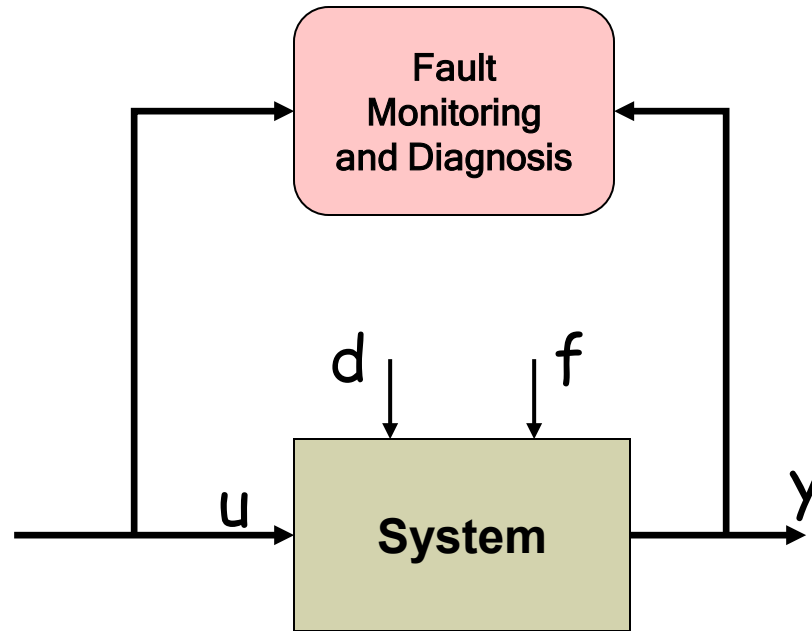 Fault
Monitoring
and Diagnosis
d
f
u
System
y